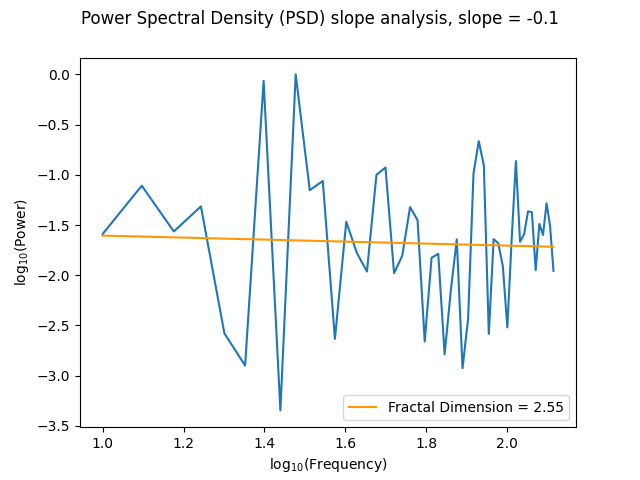 Power Spectral Density (PSD) slope analysis, slope = -0.1
0.0
−0.5
−1.0
−1.5
−2.0
−2.5
−3.0
−3.5
log₁₀(Power)
Fractal Dimension = 2.55
1.0 1.2 1.4 1.6 1.8 2.0
log₁₀(Frequency)